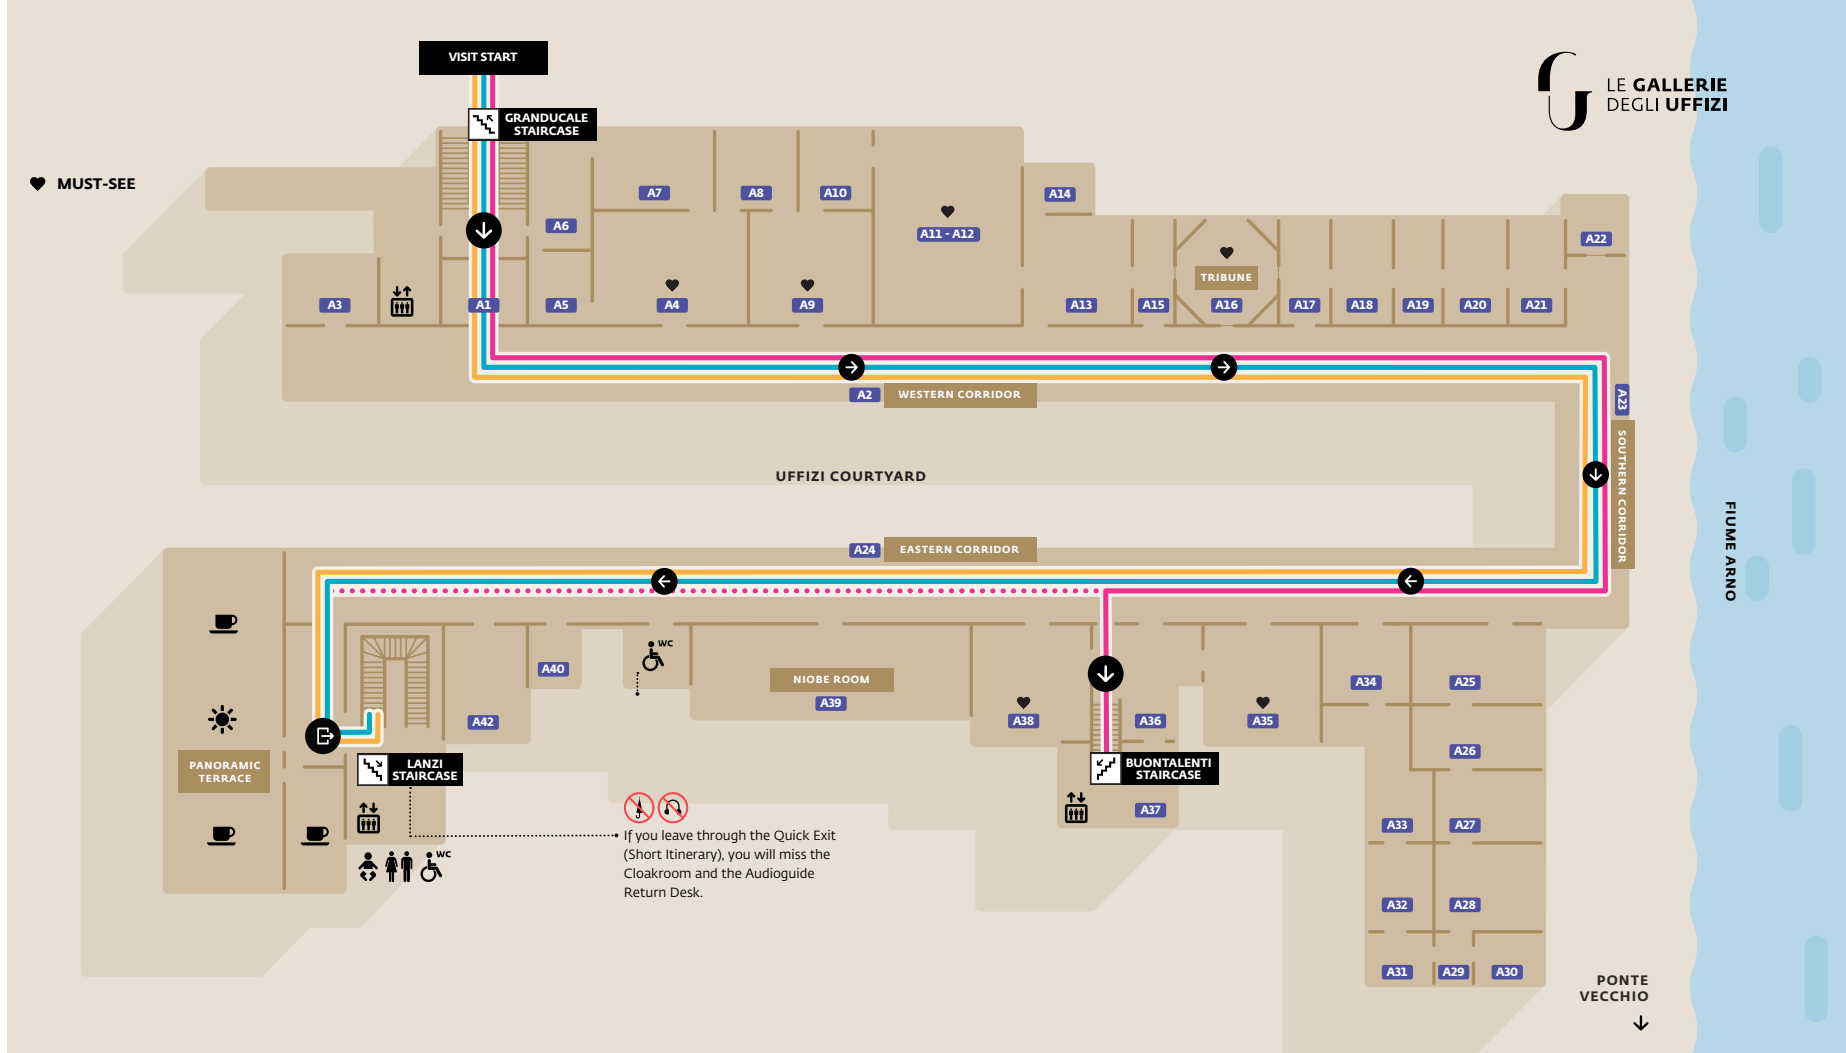 VISIT START
GRANDUCALE
STAIRCASE
LE GALLERIE
DEGLI UFFIZI
MUST-SEE
A7
A8
A10
A14
A6
A11 - A12
A22
TRIBUNE
A3
A1
A5
A4
A9
A13
A15
A16
A17
A18
A19
A20
A21
A2
WESTERN CORRIDOR
A23
SOUTHERN CORRIDOR
UFFIZI COURTYARD
FIUME ARNO
A24
EASTERN CORRIDOR
WC
A40
NIOBE ROOM
A39
A42
A38
A36
A35
A34
A25
A26
PANORAMIC
TERRACE
LANZI
STAIRCASE
BUONTALENTI
STAIRCASE
A37
A33
A27
If you leave through the Quick Exit
(Short Itinerary), you will miss the
Cloakroom and the Audioguide
Return Desk.
WC
A32
A28
A31
A29
A30
PONTE
VECCHIO